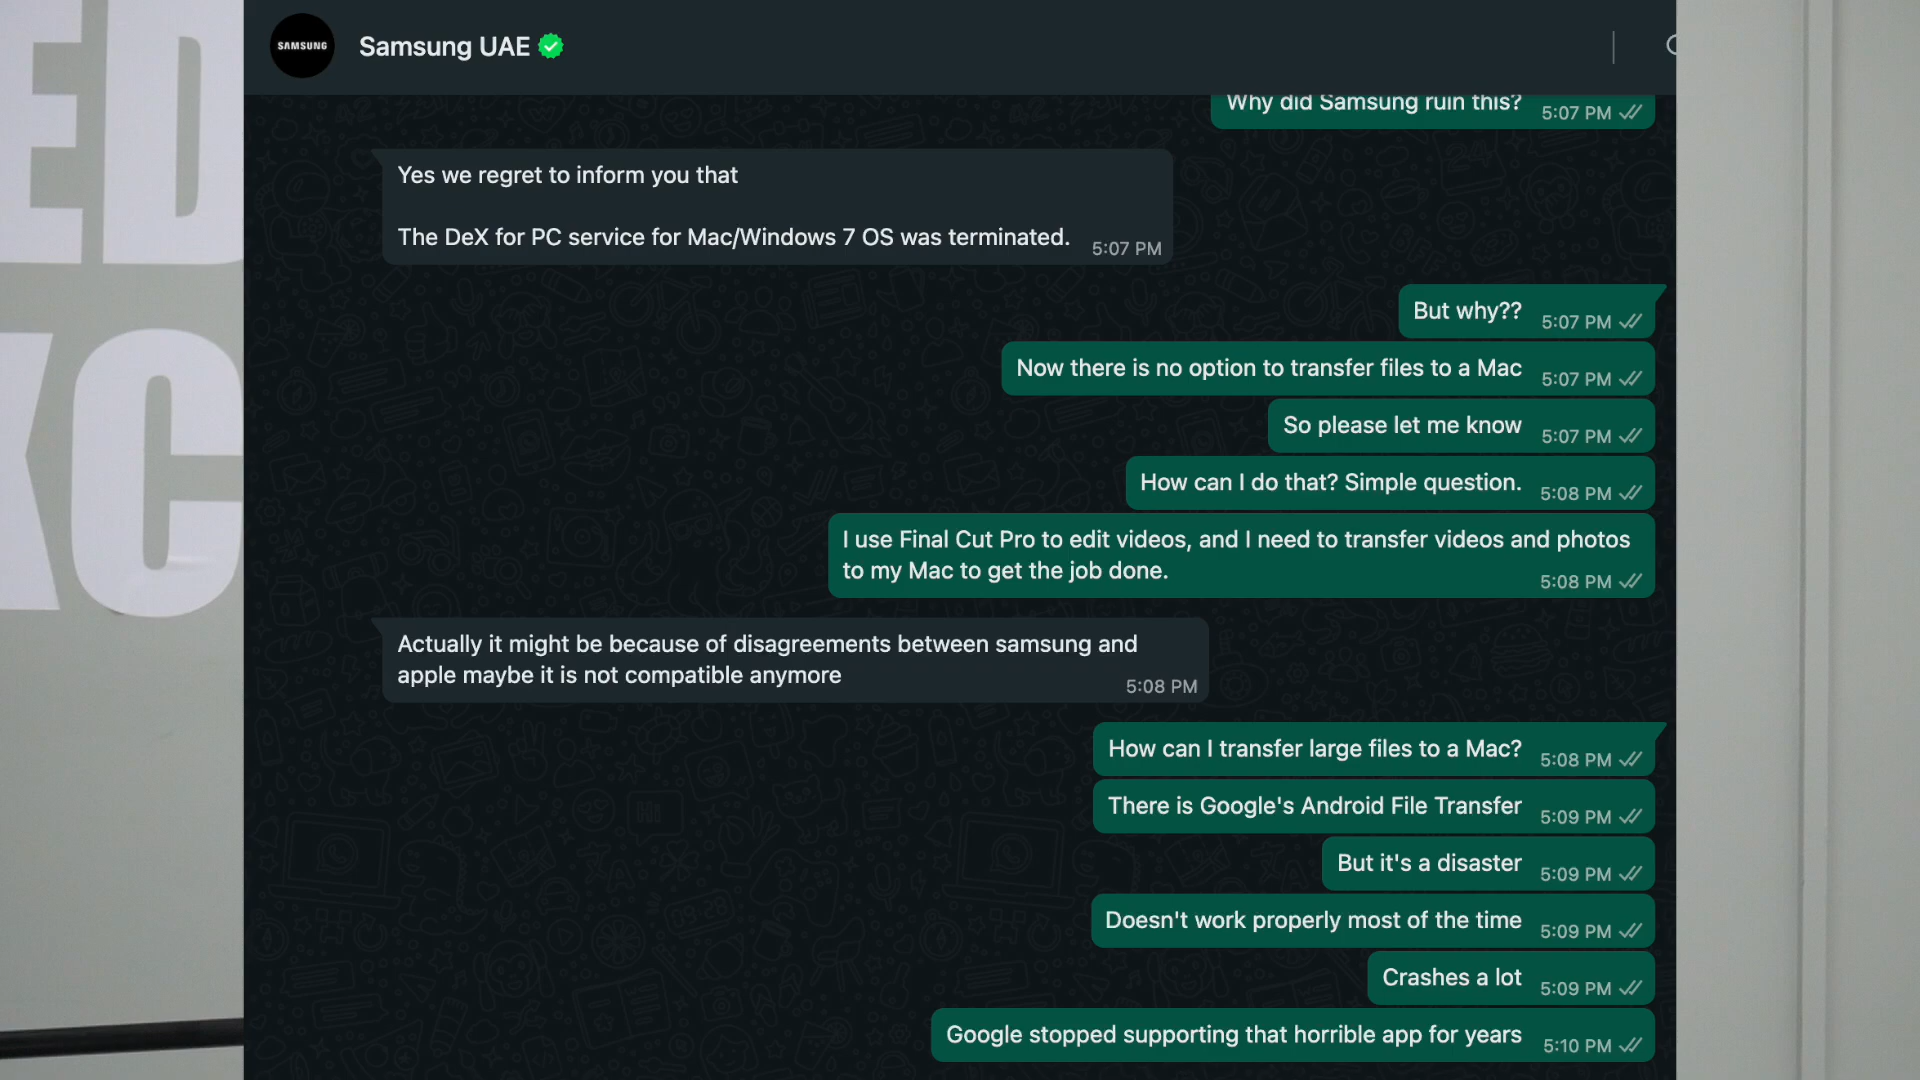 ED
KC
SAMSUNG
Samsung UAE
Why did Samsung ruin this?
5:07 PM
Yes we regret to inform you that
The DeX for PC service for Mac/Windows 7 OS was terminated.
5:07 PM
But why??
5:07 PM
Now there is no option to transfer files to a Mac
5:07 PM
So please let me know
5:07 PM
How can I do that? Simple question.
5:08 PM
I use Final Cut Pro to edit videos, and I need to transfer videos and photos
to my Mac to get the job done.
5:08 PM
Actually it might be because of disagreements between samsung and
apple maybe it is not compatible anymore
5:08 PM
How can I transfer large files to a Mac?
5:08 PM
There is Google's Android File Transfer
5:09 PM
But it's a disaster
5:09 PM
Doesn't work properly most of the time
5:09 PM
Crashes a lot
5:09 PM
Google stopped supporting that horrible app for years
5:10 PM